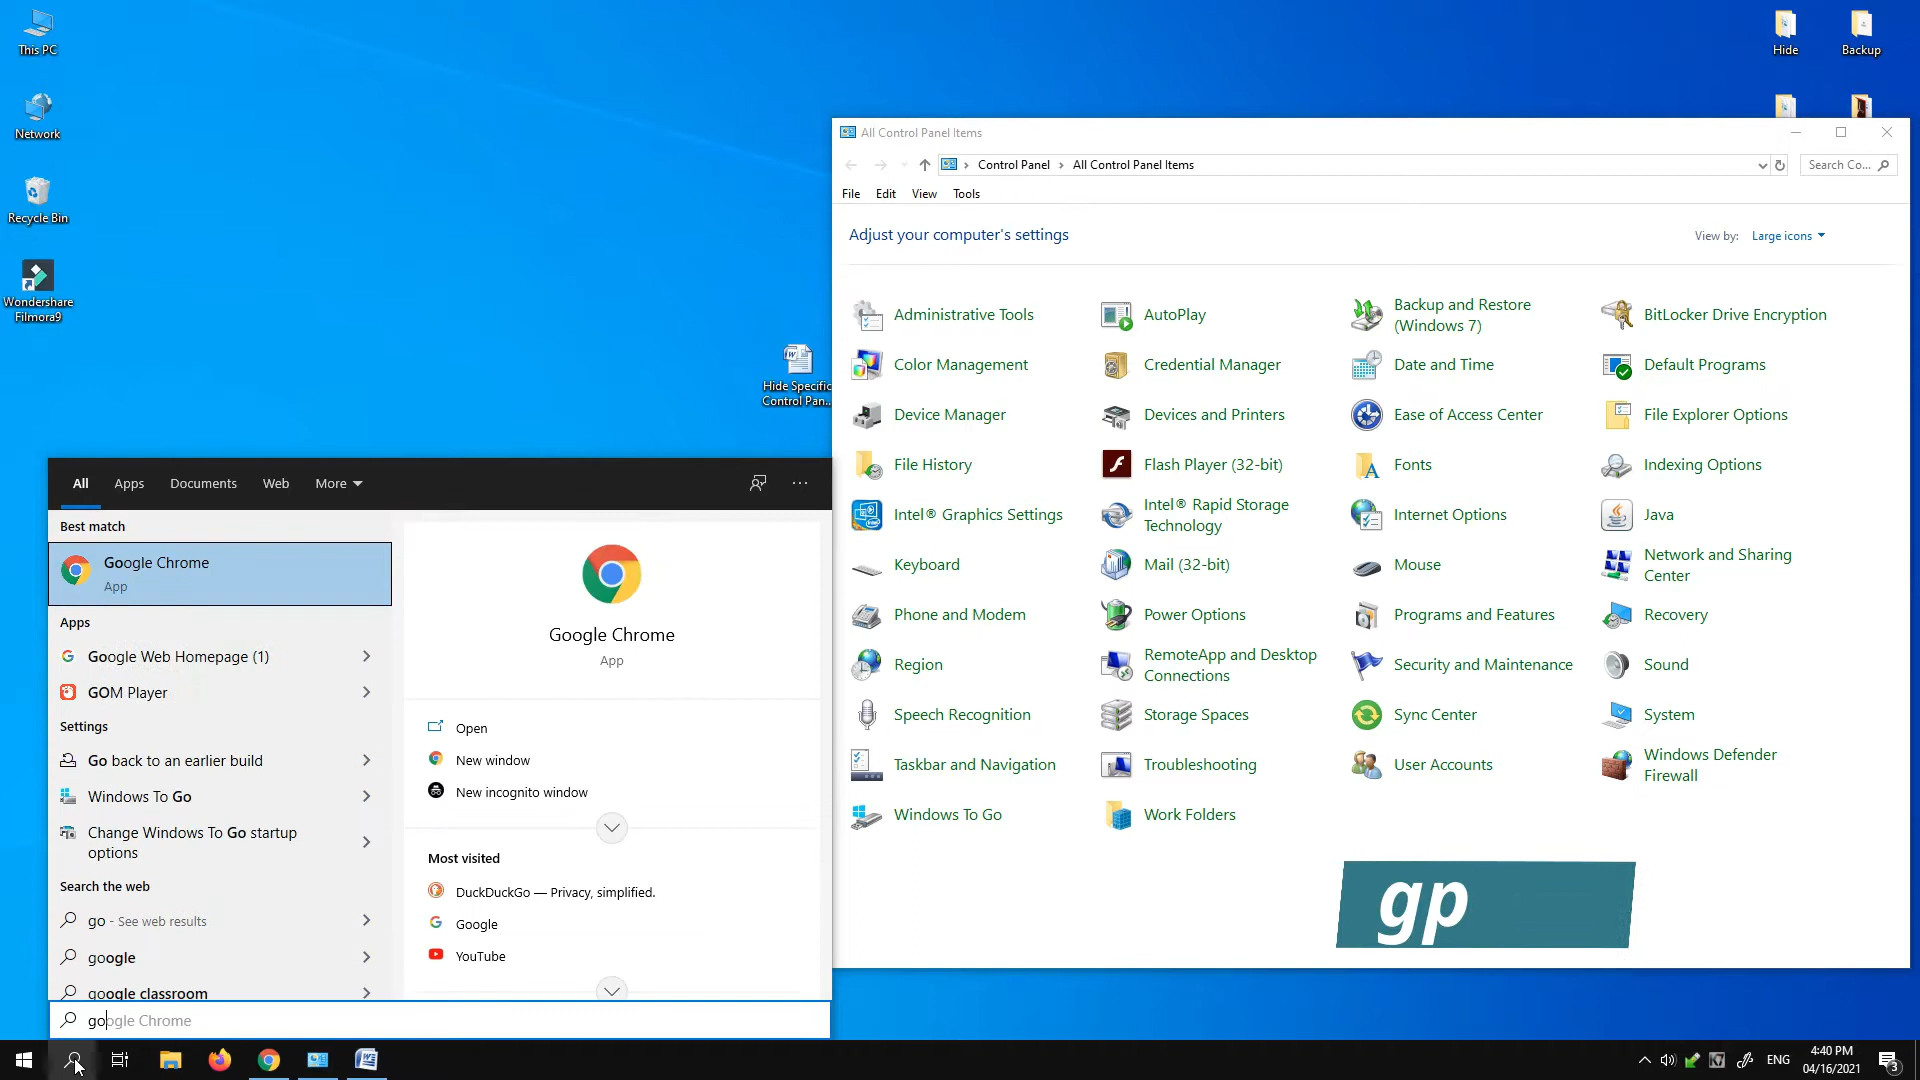 This PC
Network
Recycle Bin
Wondershare
Filmora9
Hide
Backup
Hide Specific
Control Pan...
All Control Panel Items
Control Panel > All Control Panel Items
Search Co...
File Edit View Tools
Adjust your computer's settings
View by: Large icons
Administrative Tools
AutoPlay
Backup and Restore
(Windows 7)
BitLocker Drive Encryption
Color Management
Credential Manager
Date and Time
Default Programs
Device Manager
Devices and Printers
Ease of Access Center
File Explorer Options
File History
Flash Player (32-bit)
Fonts
Indexing Options
Intel® Graphics Settings
Intel® Rapid Storage
Technology
Internet Options
Java
Keyboard
Mail (32-bit)
Mouse
Network and Sharing
Center
Phone and Modem
Power Options
Programs and Features
Recovery
Region
RemoteApp and Desktop
Connections
Security and Maintenance
Sound
Speech Recognition
Storage Spaces
Sync Center
System
Taskbar and Navigation
Troubleshooting
User Accounts
Windows Defender
Firewall
Windows To Go
Work Folders
gp
All Apps Documents Web More
Best match
Google Chrome
App
Apps
Google Web Homepage (1)
GOM Player
Settings
Go back to an earlier build
Windows To Go
Change Windows To Go startup
options
Search the web
go - See web results
google
google classroom
Google Chrome
App
Open
New window
New incognito window
Most visited
DuckDuckGo — Privacy, simplified.
Google
YouTube
google Chrome
ENG
4:40 PM
04/16/2021
3